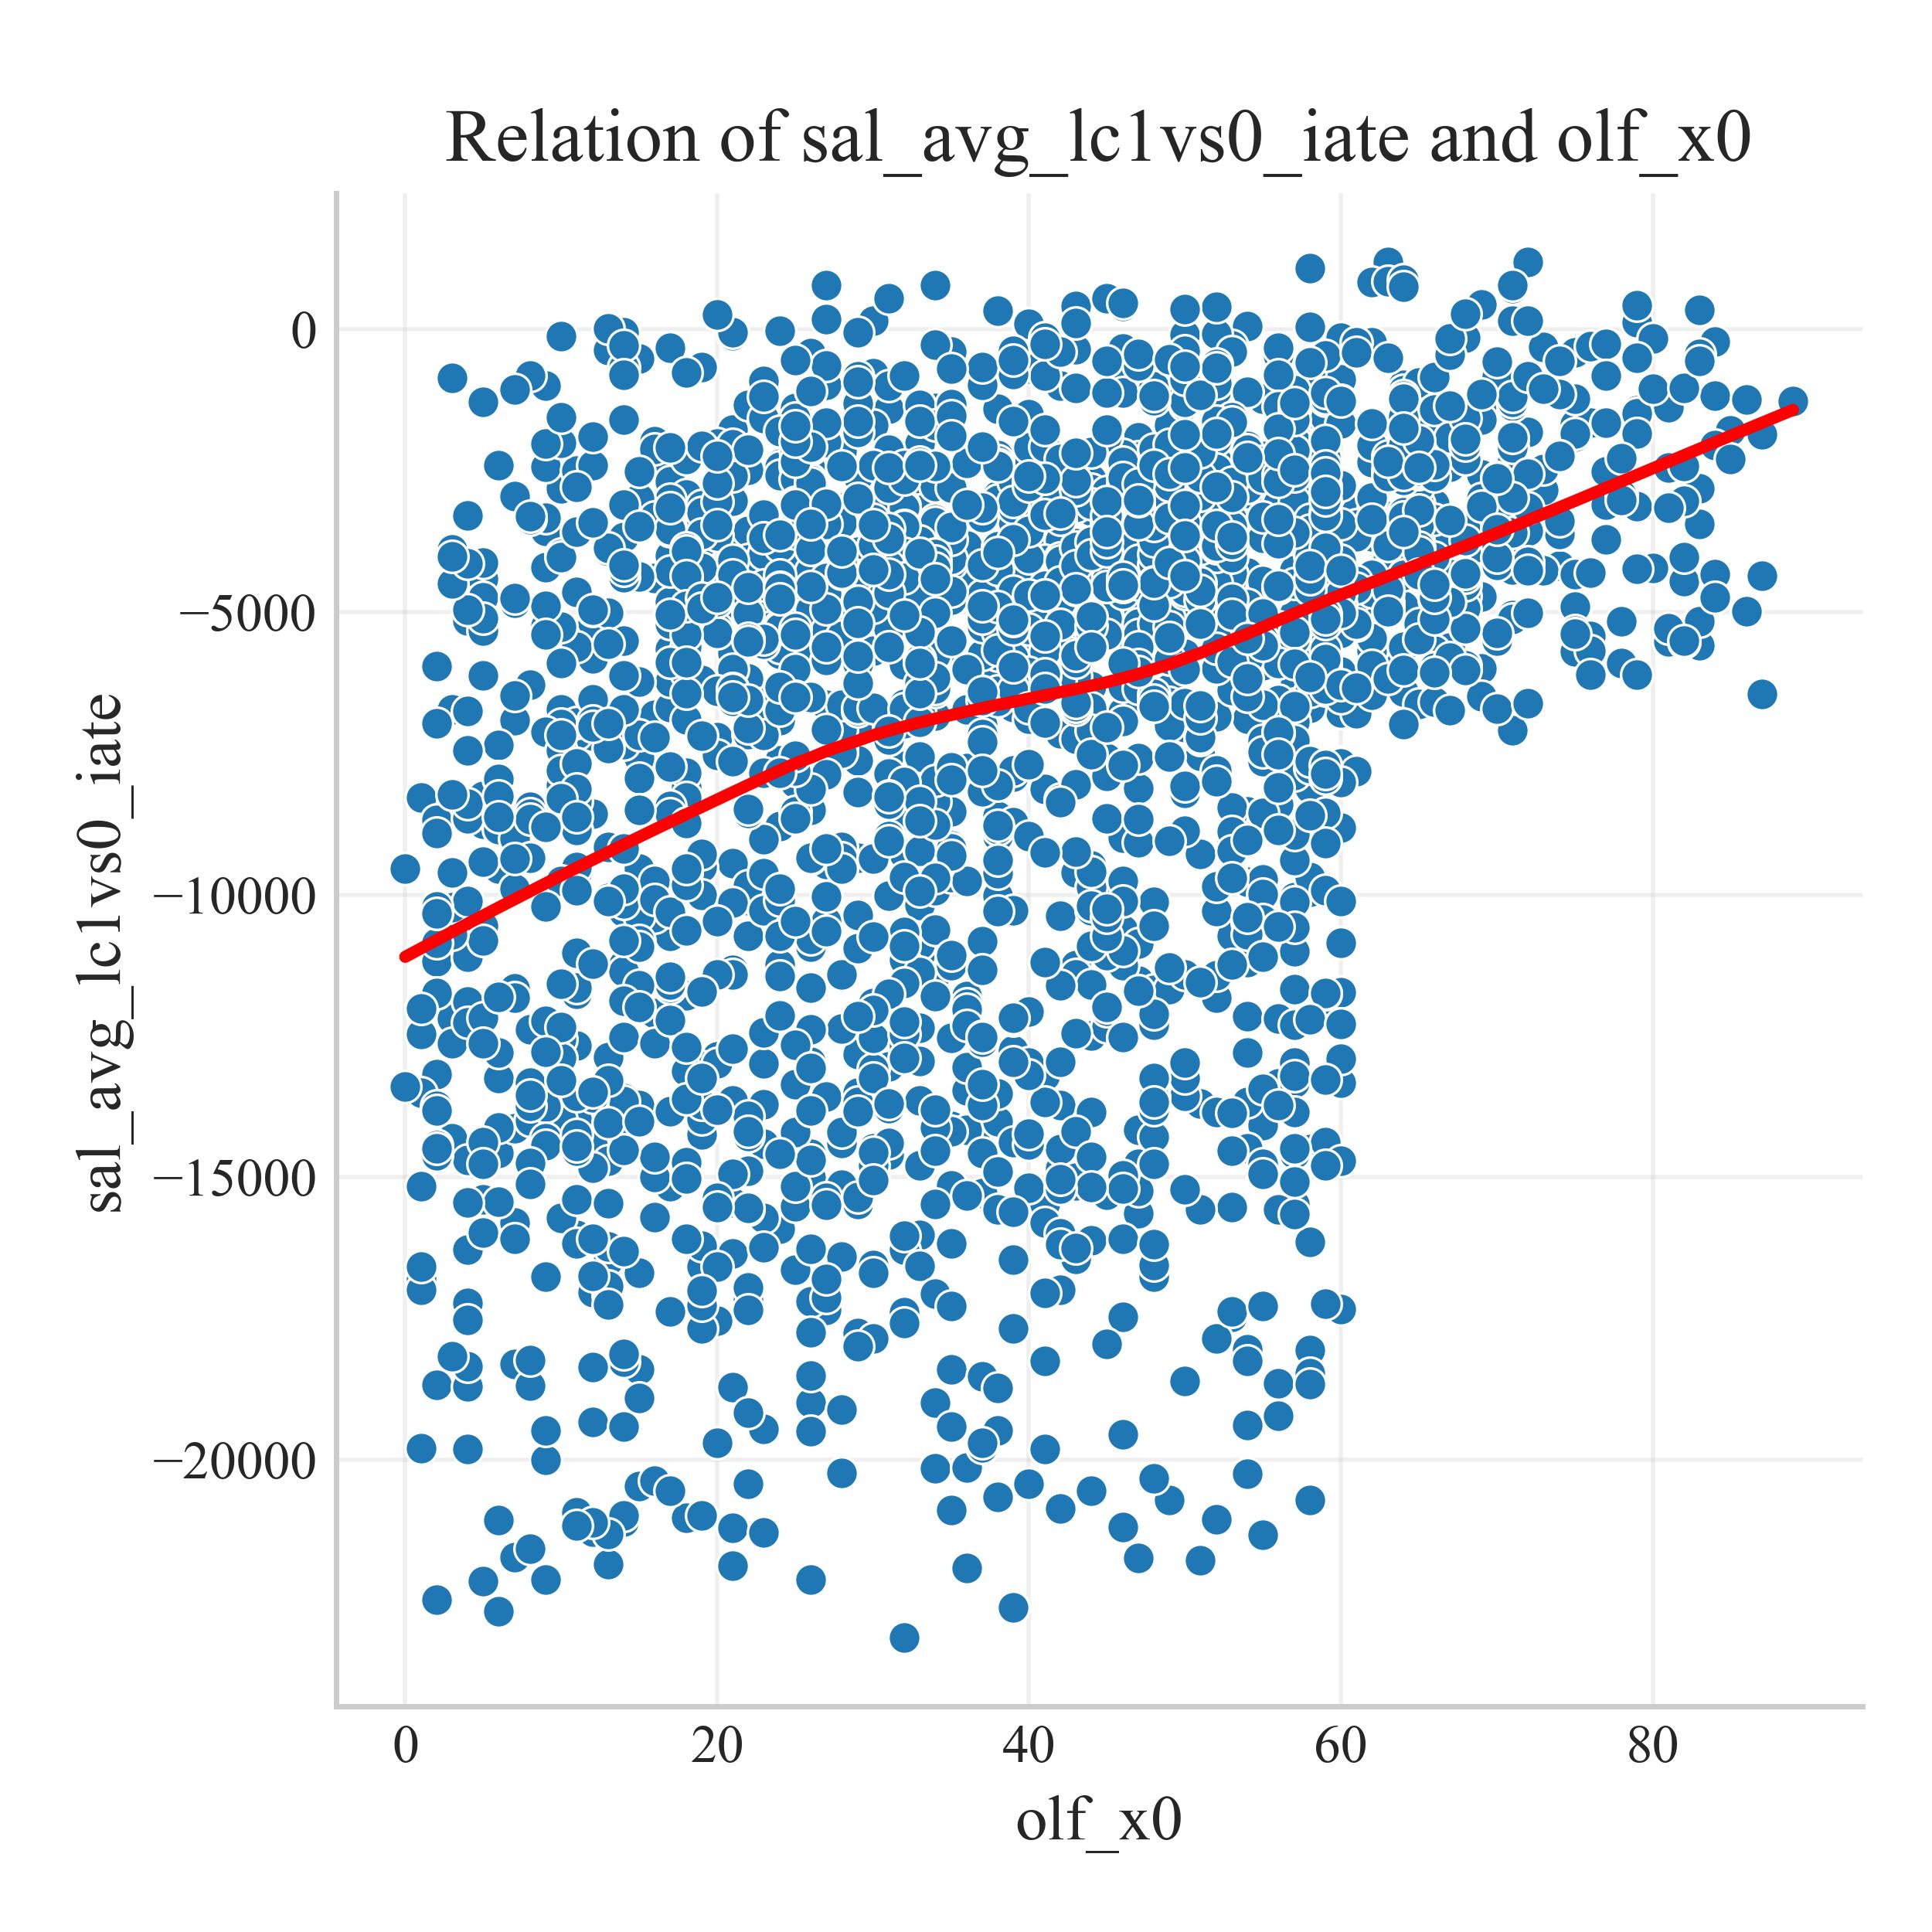 Relation of sal_avg_lc1vs0_iate and olf_x0
sal_avg_lc1vs0_iate
0
−5000
−10000
−15000
−20000
0 20 40 60 80
olf_x0